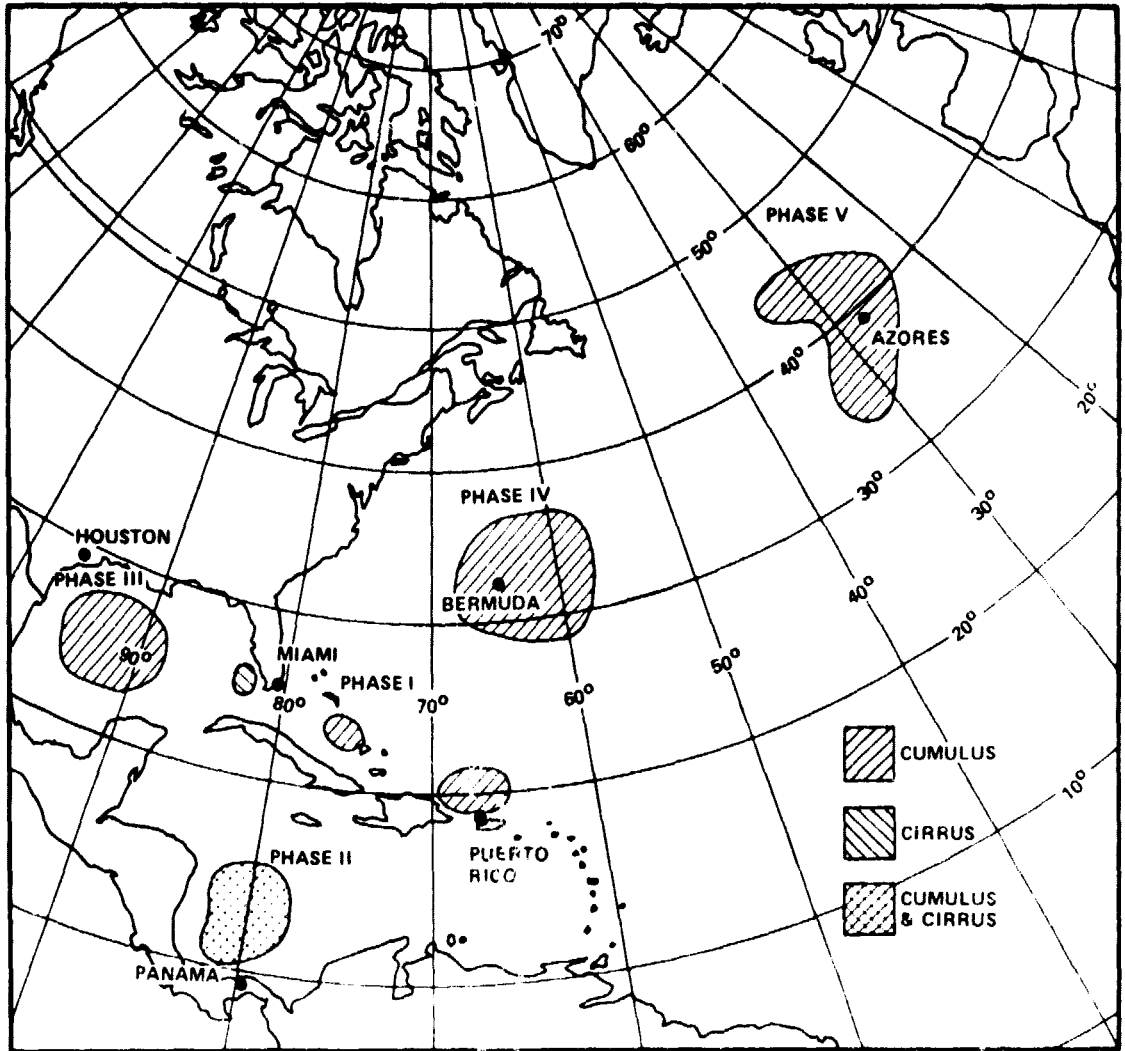 70°
60°
PHASE V
50°
AZORES
40°
20°
PHASE IV
30°
30°
HOUSTON
PHASE III
BERMUDA
40°
20°
90°
MIAMI
50°
PHASE I
80°
70°
60°
CUMULUS
10°
CIRRUS
PHASE II
PUERTO
RICO
CUMULUS
& CIRRUS
PANAMA